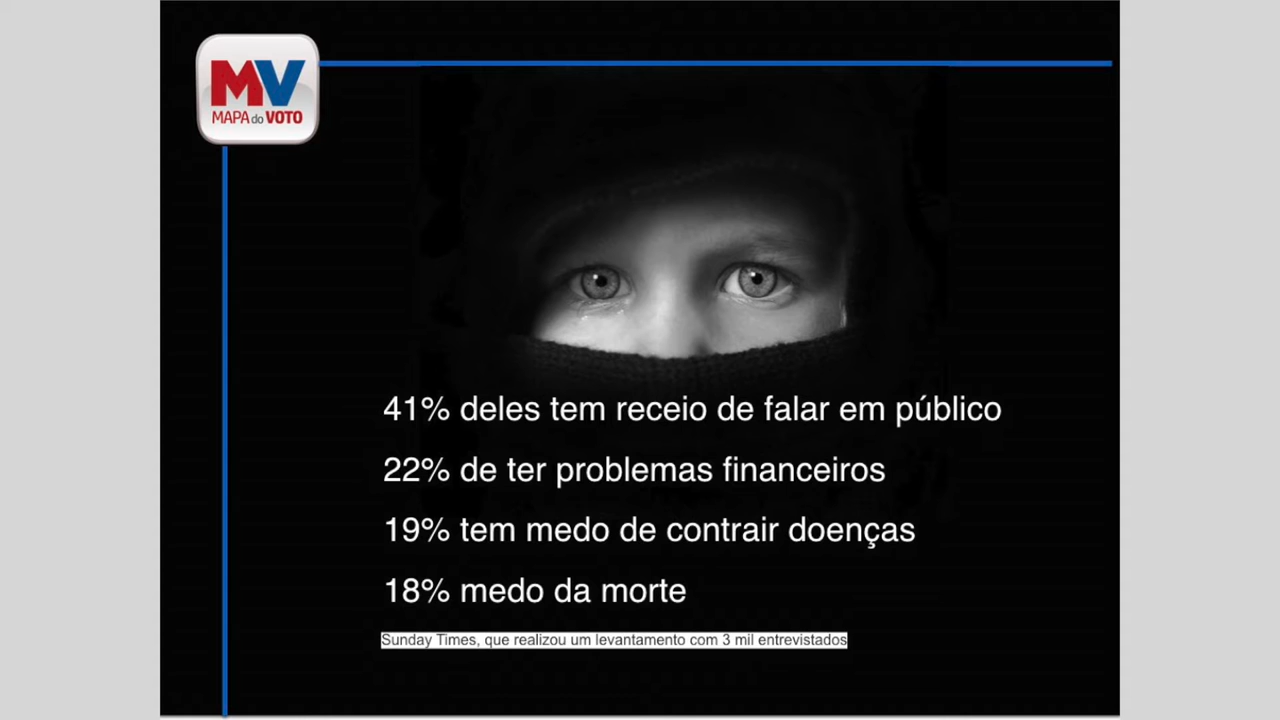 MV
MAPA do VOTO
41% deles tem receio de falar em público
22% de ter problemas financeiros
19% tem medo de contrair doenças
18% medo da morte
Sunday Times, que realizou um levantamento com 3 mil entrevistados